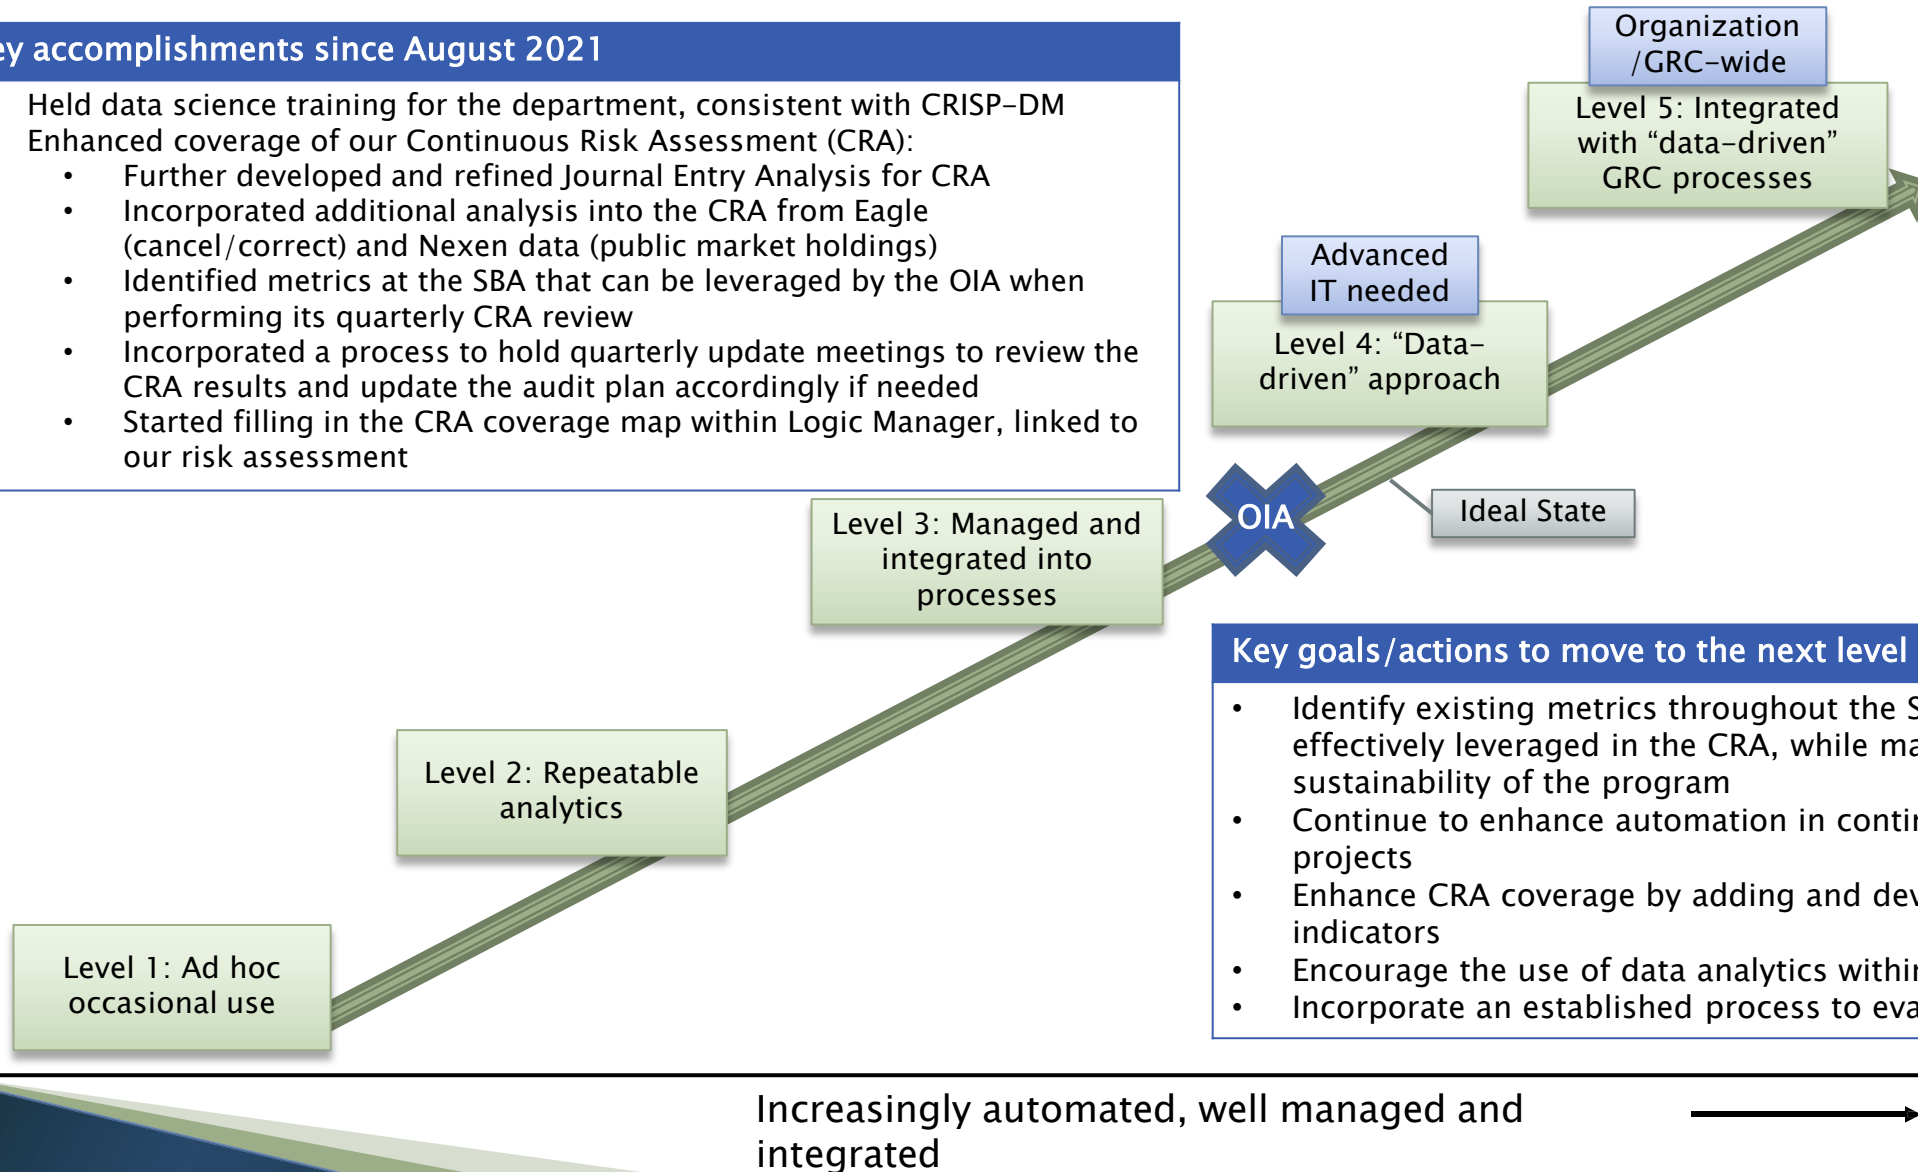 accomplishments since August 2021
Held data science training for the department, consistent with CRISP-DM
Enhanced coverage of our Continuous Risk Assessment (CRA):
• Further developed and refined Journal Entry Analysis for CRA
• Incorporated additional analysis into the CRA from Eagle
(cancel/correct) and Nexen data (public market holdings)
• Identified metrics at the SBA that can be leveraged by the OIA when
performing its quarterly CRA review
• Incorporated a process to hold quarterly update meetings to review the
CRA results and update the audit plan accordingly if needed
• Started filling in the CRA coverage map within Logic Manager, linked to
our risk assessment
Organization
/GRC-wide
Level 5: Integrated
with “data-driven”
GRC processes
Advanced
IT needed
Level 4: “Data-
driven” approach
OIA
Ideal State
Level 3: Managed and
integrated into
processes
Level 2: Repeatable
analytics
Level 1: Ad hoc
occasional use
Key goals/actions to move to the next level
• Identify existing metrics throughout the
effectively leveraged in the CRA, while
sustainability of the program
• Continue to enhance automation in
projects
• Enhance CRA coverage by adding and
indicators
• Encourage the use of data analytics
• Incorporate an established process to
Increasingly automated, well managed and
integrated